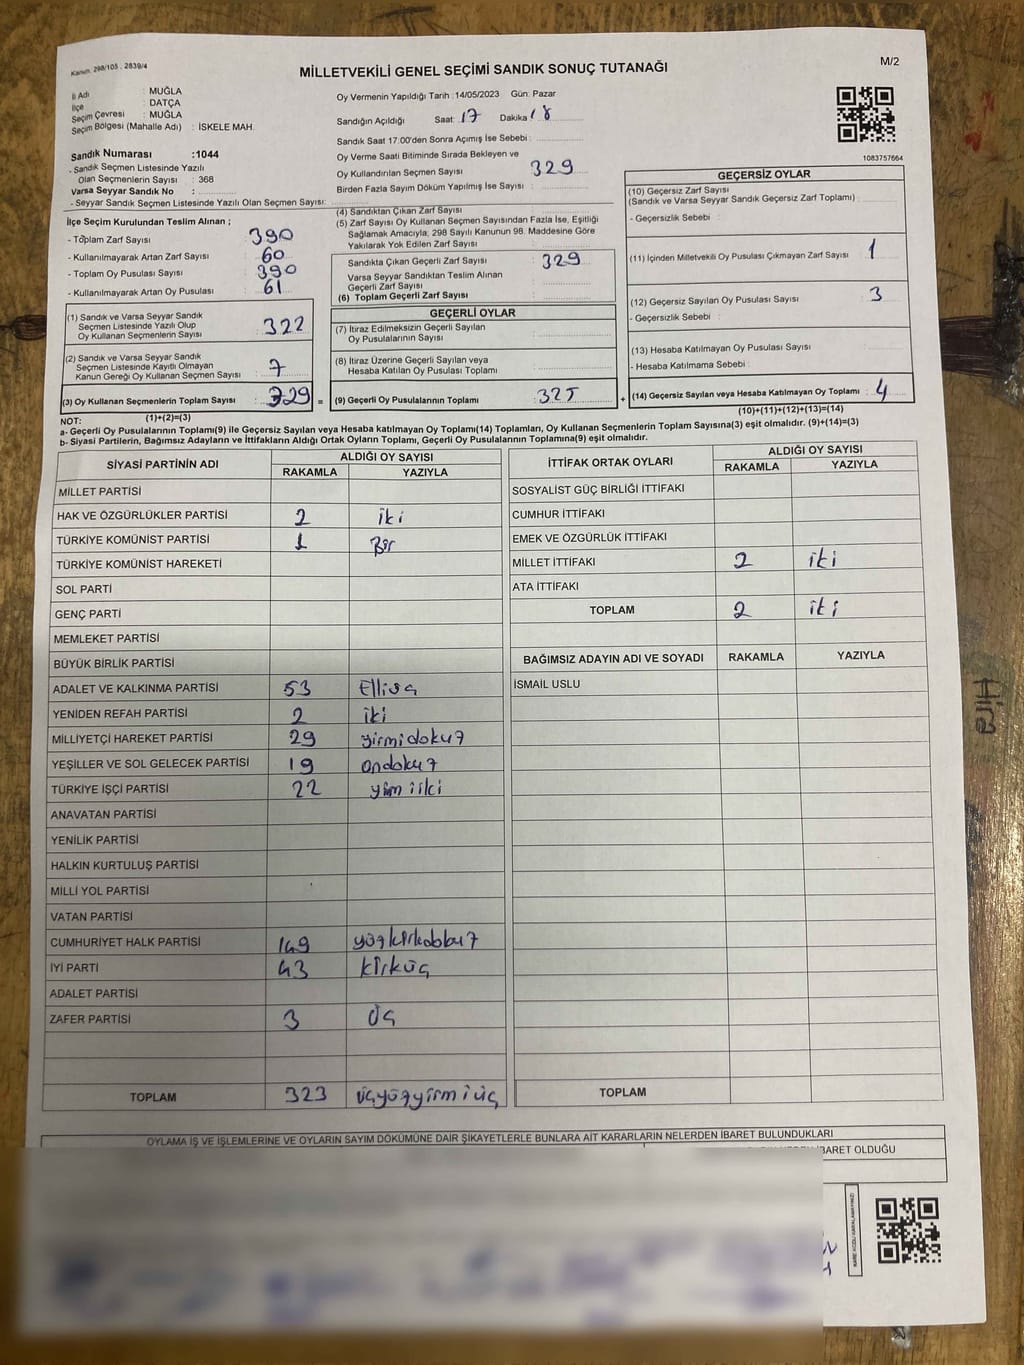 Kanun: 298/105 - 2839/4
MİLLETVEKİLİ GENEL SEÇİMİ SANDIK SONUÇ TUTANAĞI
M/2
İl Adı : MUĞLA
İlçe : DATÇA
Seçim Çevresi : MUĞLA
Seçim Bölgesi (Mahalle Adı) : İSKELE MAH.
Sandık Numarası :1044
- Sandık Seçmen Listesinde Yazılı
Olan Seçmenlerin Sayısı : 368
Varsa Seyyar Sandık No :
- Seyyar Sandık Seçmen Listesinde Yazılı Olan Seçmen Sayısı:
Oy Vermenin Yapıldığı Tarih :14/05/2023 Gün: Pazar
Sandığın Açıldığı Saat: 17 Dakika 18
Sandık Saat 17:00'den Sonra Açımış İse Sebebi :
Oy Verme Saati Bitiminde Sırada Bekleyen ve
Oy Kullandırılan Seçmen Sayısı : 329
Birden Fazla Sayım Döküm Yapılmış İse Sayısı :
1083757664
İlçe Seçim Kurulundan Teslim Alınan ;
- Toplam Zarf Sayısı : 390
- Kullanılmayarak Artan Zarf Sayısı : 60
- Toplam Oy Pusulası Sayısı : 390
- Kullanılmayarak Artan Oy Pusulası : 61
(1) Sandık ve Varsa Seyyar Sandık
Seçmen Listesinde Yazılı Olup
Oy Kullanan Seçmenlerin Sayısı : 322
(2) Sandık ve Varsa Seyyar Sandık
Seçmen Listesinde Kayıtlı Olmayan
Kanun Gereği Oy Kullanan Seçmen Sayısı : 7
(3) Oy Kullanan Seçmenlerin Toplam Sayısı : 329 =
(1)+(2)=(3)
(4) Sandıktan Çıkan Zarf Sayısı
(5) Zarf Sayısı Oy Kullanan Seçmen Sayısından Fazla İse, Eşitliği
Sağlamak Amacıyla; 298 Sayılı Kanunun 98. Maddesine Göre
Yakılarak Yok Edilen Zarf Sayısı :
Sandıkta Çıkan Geçerli Zarf Sayısı : 329
Varsa Seyyar Sandıktan Teslim Alınan
Geçerli Zarf Sayısı :
(6) Toplam Geçerli Zarf Sayısı :
GEÇERLİ OYLAR
(7) İtiraz Edilmeksizin Geçerli Sayılan
Oy Pusulalarının Sayısı :
(8) İtiraz Üzerine Geçerli Sayılan veya
Hesaba Katılan Oy Pusulası Toplamı :
(9) Geçerli Oy Pusulalarının Toplamı : 325 +
GEÇERSİZ OYLAR
(10) Geçersiz Zarf Sayısı
(Sandık ve Varsa Seyyar Sandık Geçersiz Zarf Toplamı) :
- Geçersizlik Sebebi :
(11) İçinden Milletvekili Oy Pusulası Çıkmayan Zarf Sayısı : 1
(12) Geçersiz Sayılan Oy Pusulası Sayısı : 3
- Geçersizlik Sebebi :
(13) Hesaba Katılmayan Oy Pusulası Sayısı :
- Hesaba Katılmama Sebebi :
(14) Geçersiz Sayılan veya Hesaba Katılmayan Oy Toplamı : 4
(10)+(11)+(12)+(13)=(14)
NOT:
a- Geçerli Oy Pusulalarının Toplamı(9) ile Geçersiz Sayılan veya Hesaba Katılmayan Oy Toplamı(14) Toplamları, Oy Kullanan Seçmenlerin Toplam Sayısına(3) eşit olmalıdır. (9)+(14)=(3)
b- Siyasi Partilerin, Bağımsız Adayların ve İttifakların Aldığı Ortak Oyların Toplamı, Geçerli Oy Pusulalarının Toplamına(9) eşit olmalıdır.
SİYASİ PARTİNİN ADI
ALDIĞI OY SAYISI
RAKAMLA YAZIYLA
MİLLET PARTİSİ
HAK VE ÖZGÜRLÜKLER PARTİSİ 2 iki
TÜRKİYE KOMÜNİST PARTİSİ 1 Bir
TÜRKİYE KOMÜNİST HAREKETİ
SOL PARTİ
GENÇ PARTİ
MEMLEKET PARTİSİ
BÜYÜK BİRLİK PARTİSİ
ADALET VE KALKINMA PARTİSİ 53 Elliüç
YENİDEN REFAH PARTİSİ 2 iki
MİLLİYETÇİ HAREKET PARTİSİ 29 yirmidokuz
YEŞİLLER VE SOL GELECEK PARTİSİ 19 ondokuz
TÜRKİYE İŞÇİ PARTİSİ 22
ANAVATAN PARTİSİ
YENİLİK PARTİSİ
HALKIN KURTULUŞ PARTİSİ
MİLLİ YOL PARTİSİ
VATAN PARTİSİ
CUMHURİYET HALK PARTİSİ 149 yüzkırkdokuz
İYİ PARTİ 43 kırküç
ADALET PARTİSİ
ZAFER PARTİSİ 3 üç
TOPLAM 323 üçyüzyirmiüç
İTTİFAK ORTAK OYLARI
ALDIĞI OY SAYISI
RAKAMLA YAZIYLA
SOSYALİST GÜÇ BİRLİĞİ İTTİFAKI
CUMHUR İTTİFAKI
EMEK VE ÖZGÜRLÜK İTTİFAKI
MİLLET İTTİFAKI 2 iki
ATA İTTİFAKI
TOPLAM 2 iki
BAĞIMSIZ ADAYIN ADI VE SOYADI RAKAMLA YAZIYLA
İSMAİL USLU
TOPLAM
OYLAMA İŞ VE İŞLEMLERİNE VE OYLARIN SAYIM DÖKÜMÜNE DAİR ŞİKAYETLERLE BUNLARA AİT KARARLARIN NELERDEN İBARET BULUNDUKLARI
İBARET OLDUĞU